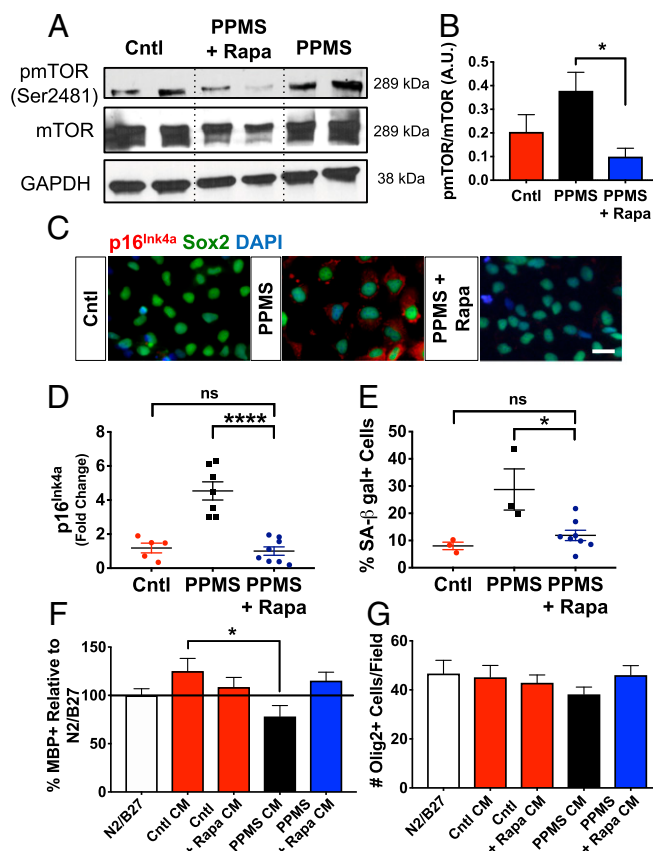 A
Cntl
PPMS
+ Rapa
PPMS
pmTOR
(Ser2481)
289 kDa
mTOR
289 kDa
GAPDH
38 kDa
B
pmTOR/mTOR (A.U.)
0.5
0.4
0.3
0.2
0.1
0.0
*
Cntl
PPMS
PPMS
+ Rapa
C
p16Ink4a Sox2 DAPI
Cntl
PPMS
PPMS +
Rapa
D
p16Ink4a
(Fold Change)
8
6
4
2
0
ns
****
Cntl
PPMS
PPMS
+ Rapa
E
% SA-β gal+ Cells
50
40
30
20
10
0
ns
*
Cntl
PPMS
PPMS
+ Rapa
F
% MBP+ Relative to
N2/B27
150
100
50
0
*
N2/B27
Cntl CM
Cntl
+ Rapa CM
PPMS CM
PPMS
+ Rapa CM
G
# Olig2+ Cells/Field
60
40
20
0
N2/B27
Cntl CM
Cntl
+ Rapa CM
PPMS CM
PPMS
+ Rapa CM